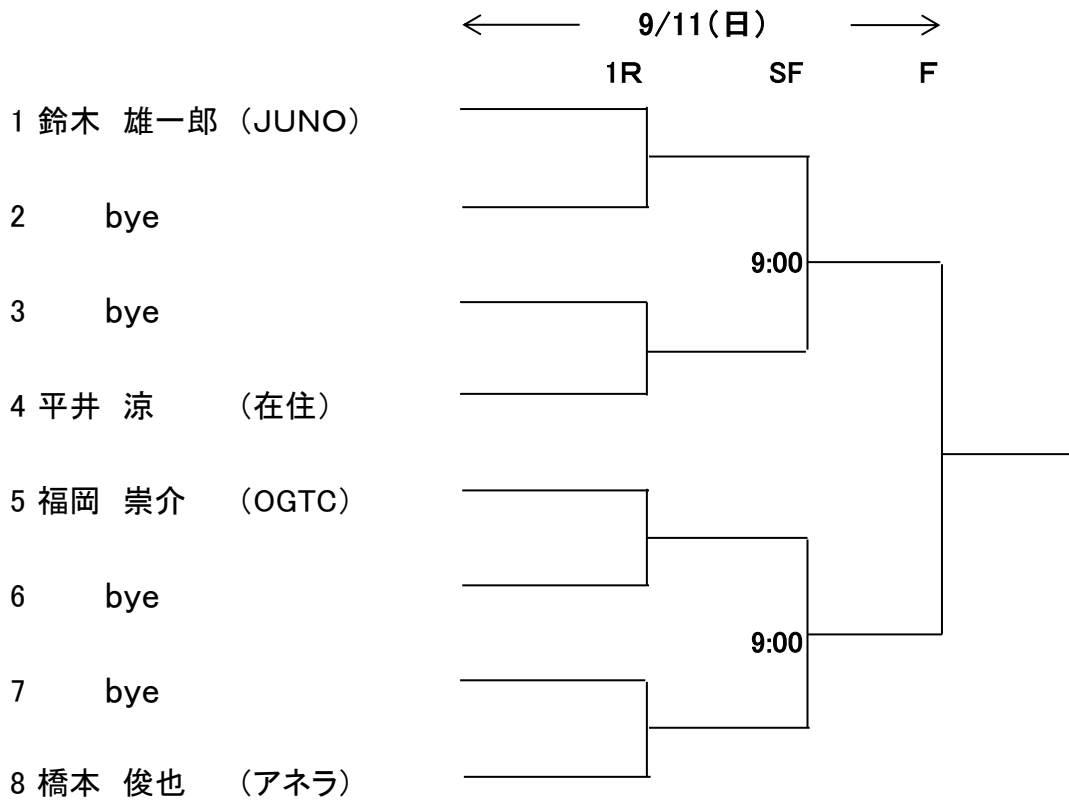 9/11(日)
1R SF F
1 鈴木 雄一郎 （JUNO）
2 bye
9:00
3 bye
4 平井 涼 （在住）
5 福岡 崇介 （OGTC）
6 bye
9:00
7 bye
8 橋本 俊也 （アネラ）